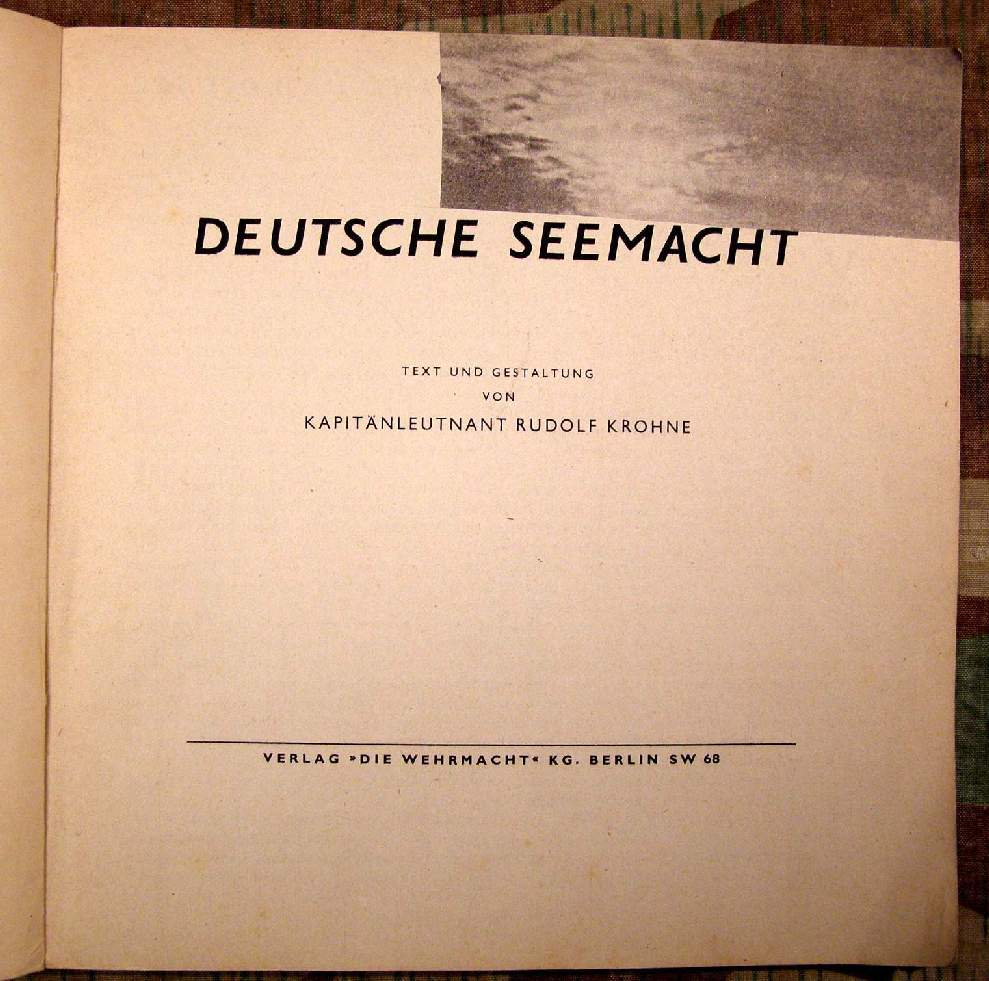 DEUTSCHE SEEMACHT
TEXT UND GESTALTUNG
VON
KAPITÄNLEUTNANT RUDOLF KROHNE
VERLAG »DIE WEHRMACHT« KG. BERLIN SW 68